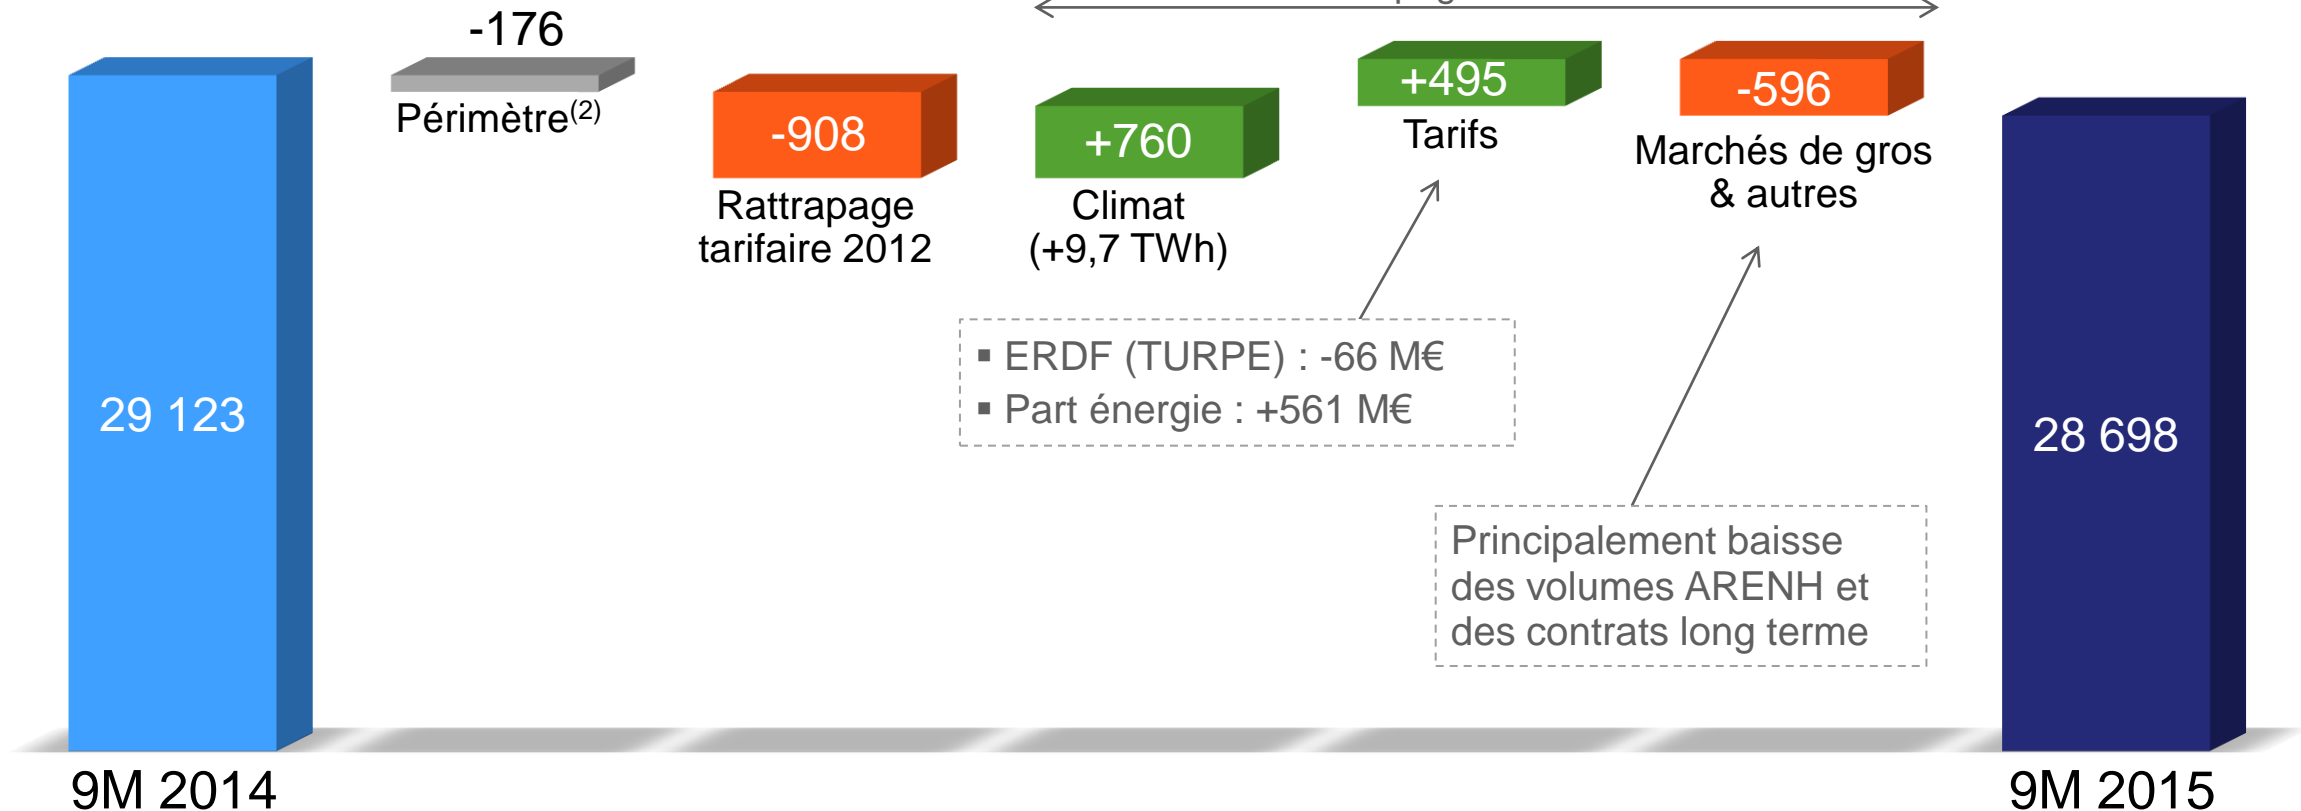 -176
Périmètre(2)
-908
Rattrapage
tarifaire 2012
+760
Climat
(+9,7 TWh)
+495
Tarifs
-596
Marchés de gros
& autres
29 123
▪ ERDF (TURPE) : -66 M€
▪ Part énergie : +561 M€
28 698
Principalement baisse
des volumes ARENH et
des contrats long terme
9M 2014
9M 2015